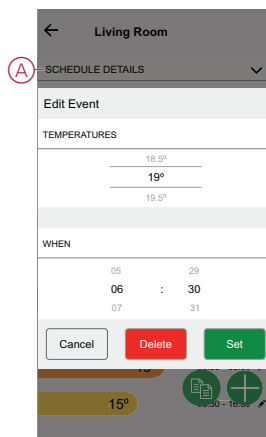 Living Room
A
SCHEDULE DETAILS
Edit Event
TEMPERATURES
18.5º
19º
19.5º
WHEN
05 29
06 : 30
07 31
Cancel Delete Set
15º